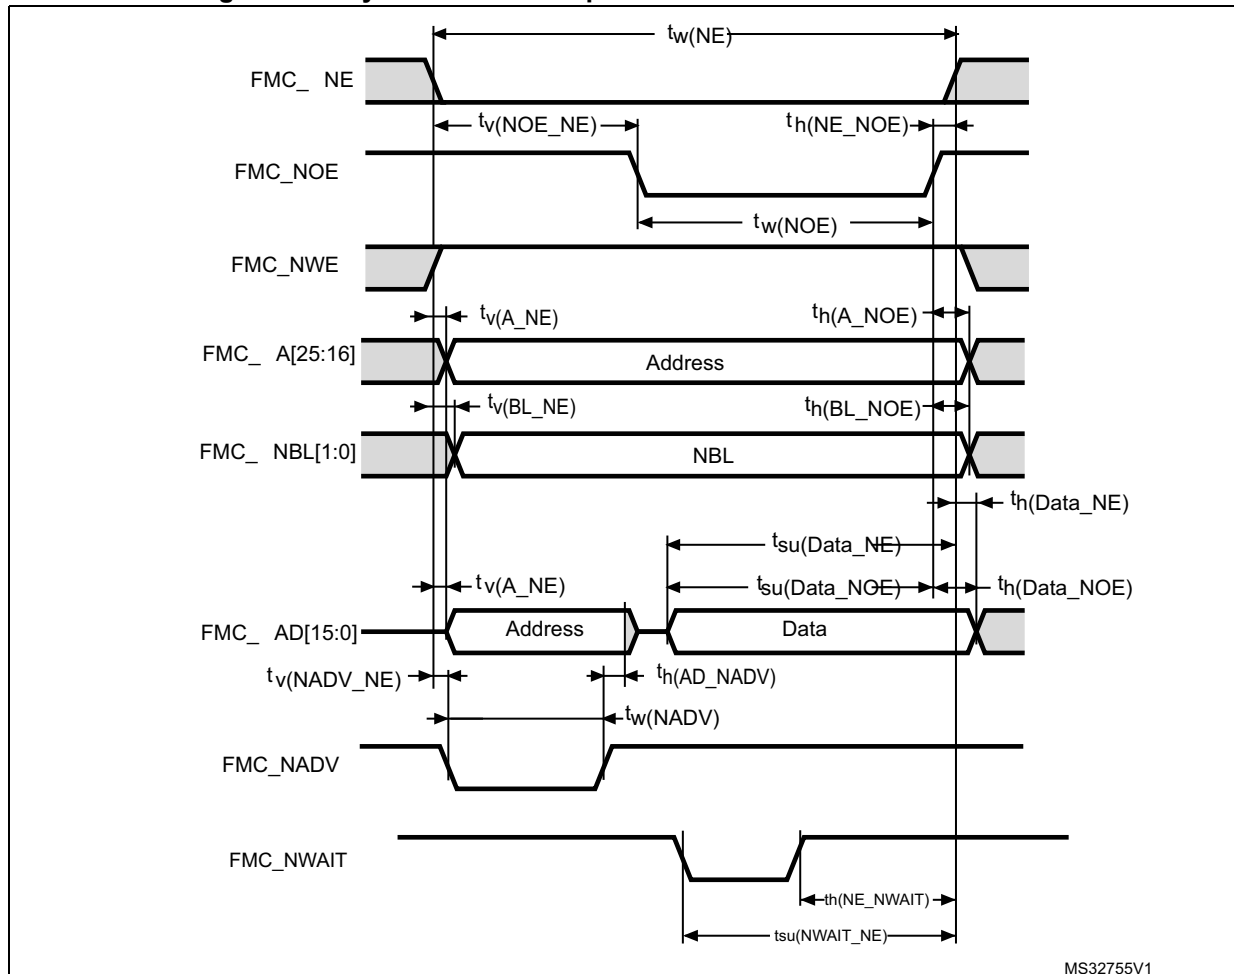 tw(NE)
FMC_ NE
tv(NOE_NE)
th(NE_NOE)
FMC_NOE
tw(NOE)
FMC_NWE
tv(A_NE)
th(A_NOE)
FMC_ A[25:16]
Address
tv(BL_NE)
th(BL_NOE)
FMC_ NBL[1:0]
NBL
th(Data_NE)
tsu(Data_NE)
tv(A_NE)
tsu(Data_NOE)
th(Data_NOE)
FMC_ AD[15:0]
Address
Data
tv(NADV_NE)
th(AD_NADV)
tw(NADV)
FMC_NADV
FMC_NWAIT
th(NE_NWAIT)
tsu(NWAIT_NE)
MS32755V1